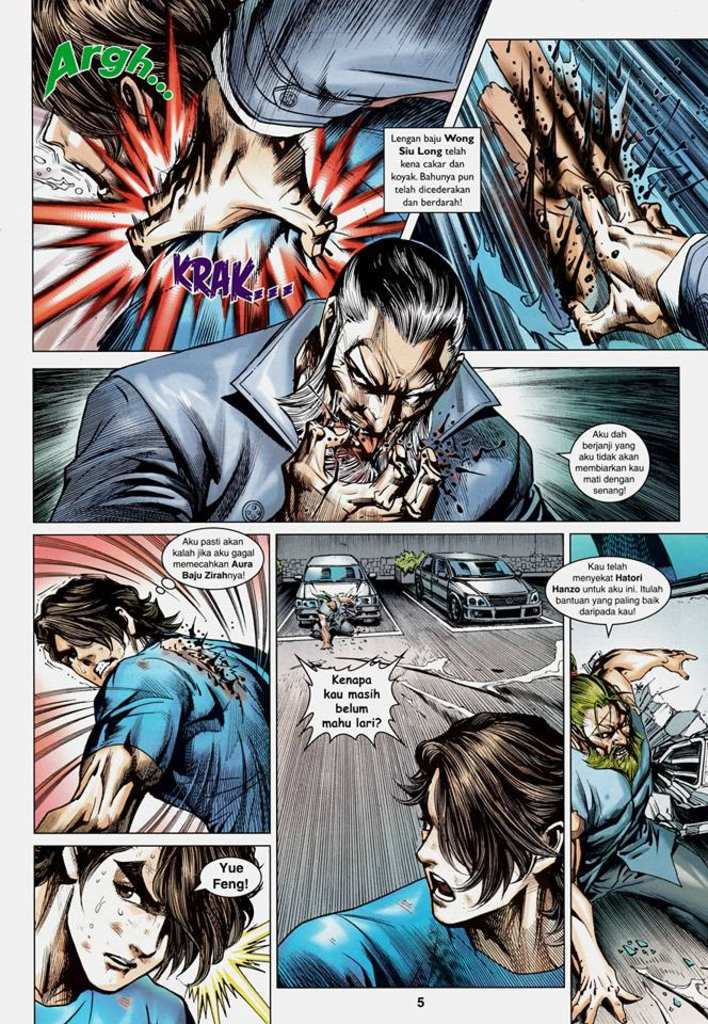 Argh...
Lengan baju Wong
Siu Long telah
kena cakar dan
koyak. Bahunya pun
telah dicederakan
dan berdarah!
KRAK...
Aku dah
berjanji yang
aku tidak akan
membiarkan kau
mati dengan
senang!
Aku pasti akan
kalah jika aku gagal
memecahkan Aura
Baju Zirahnya!
Yue
Feng!
Kenapa
kau masih
belum
mahu lari?
Kau telah
menyekat Hatori
Hanzo untuk aku ini. Itulah
bantuan yang paling baik
daripada kau!
5